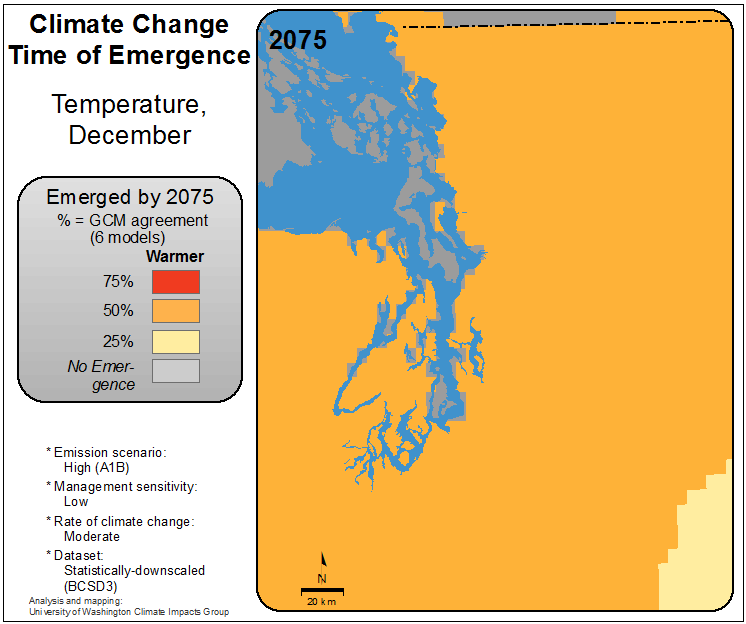 Climate Change
Time of Emergence
Temperature,
December
Emerged by 2075
% = GCM agreement
(6 models)
Warmer
75%
50%
25%
No Emer-
gence
* Emission scenario:
High (A1B)
* Management sensitivity:
Low
* Rate of climate change:
Moderate
* Dataset:
Statistically-downscaled
(BCSD3)
Analysis and mapping:
University of Washington Climate Impacts Group
2075
N
20 km